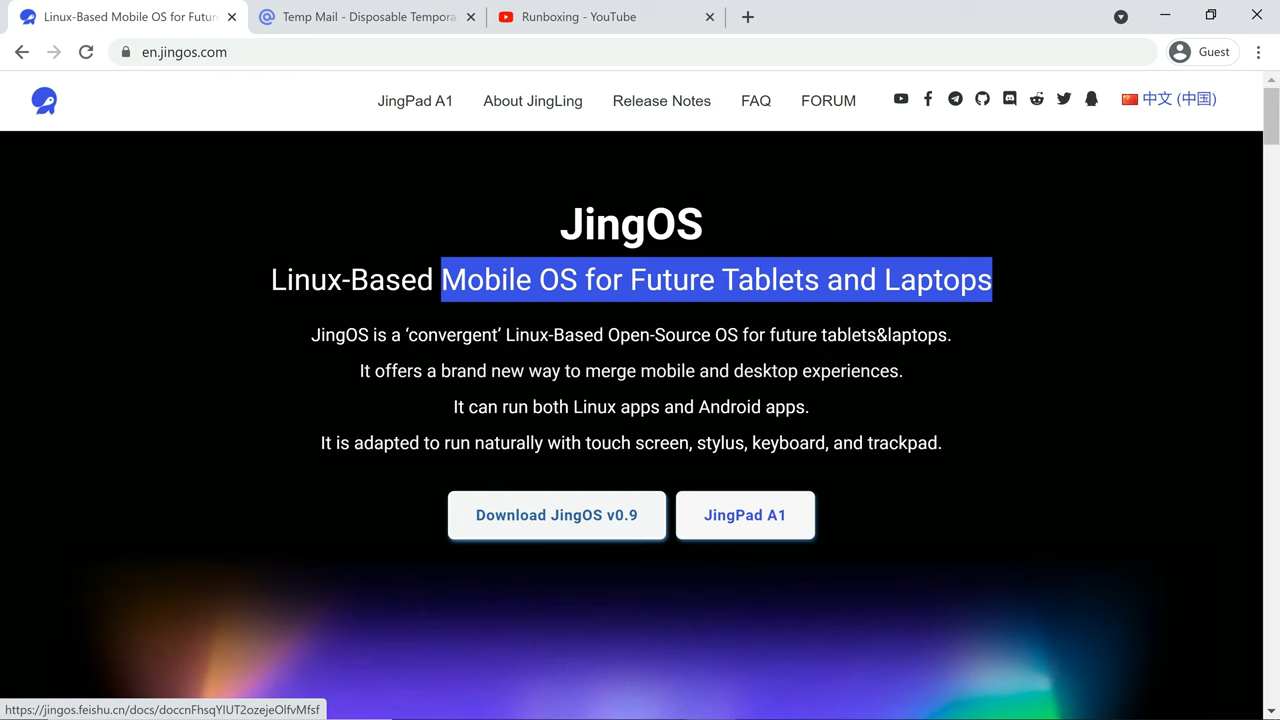 Linux-Based Mobile OS for Futur
Temp Mail - Disposable Tempora
Runboxing - YouTube
en.jingos.com
Guest
JingPad A1
About JingLing
Release Notes
FAQ
FORUM
中文 (中国)
JingOS
Linux-Based Mobile OS for Future Tablets and Laptops
JingOS is a ‘convergent’ Linux-Based Open-Source OS for future tablets&laptops.
It offers a brand new way to merge mobile and desktop experiences.
It can run both Linux apps and Android apps.
It is adapted to run naturally with touch screen, stylus, keyboard, and trackpad.
Download JingOS v0.9
JingPad A1
https://jingos.feishu.cn/docs/doccnFhsqYIUT2ozejeOlfvMfsf